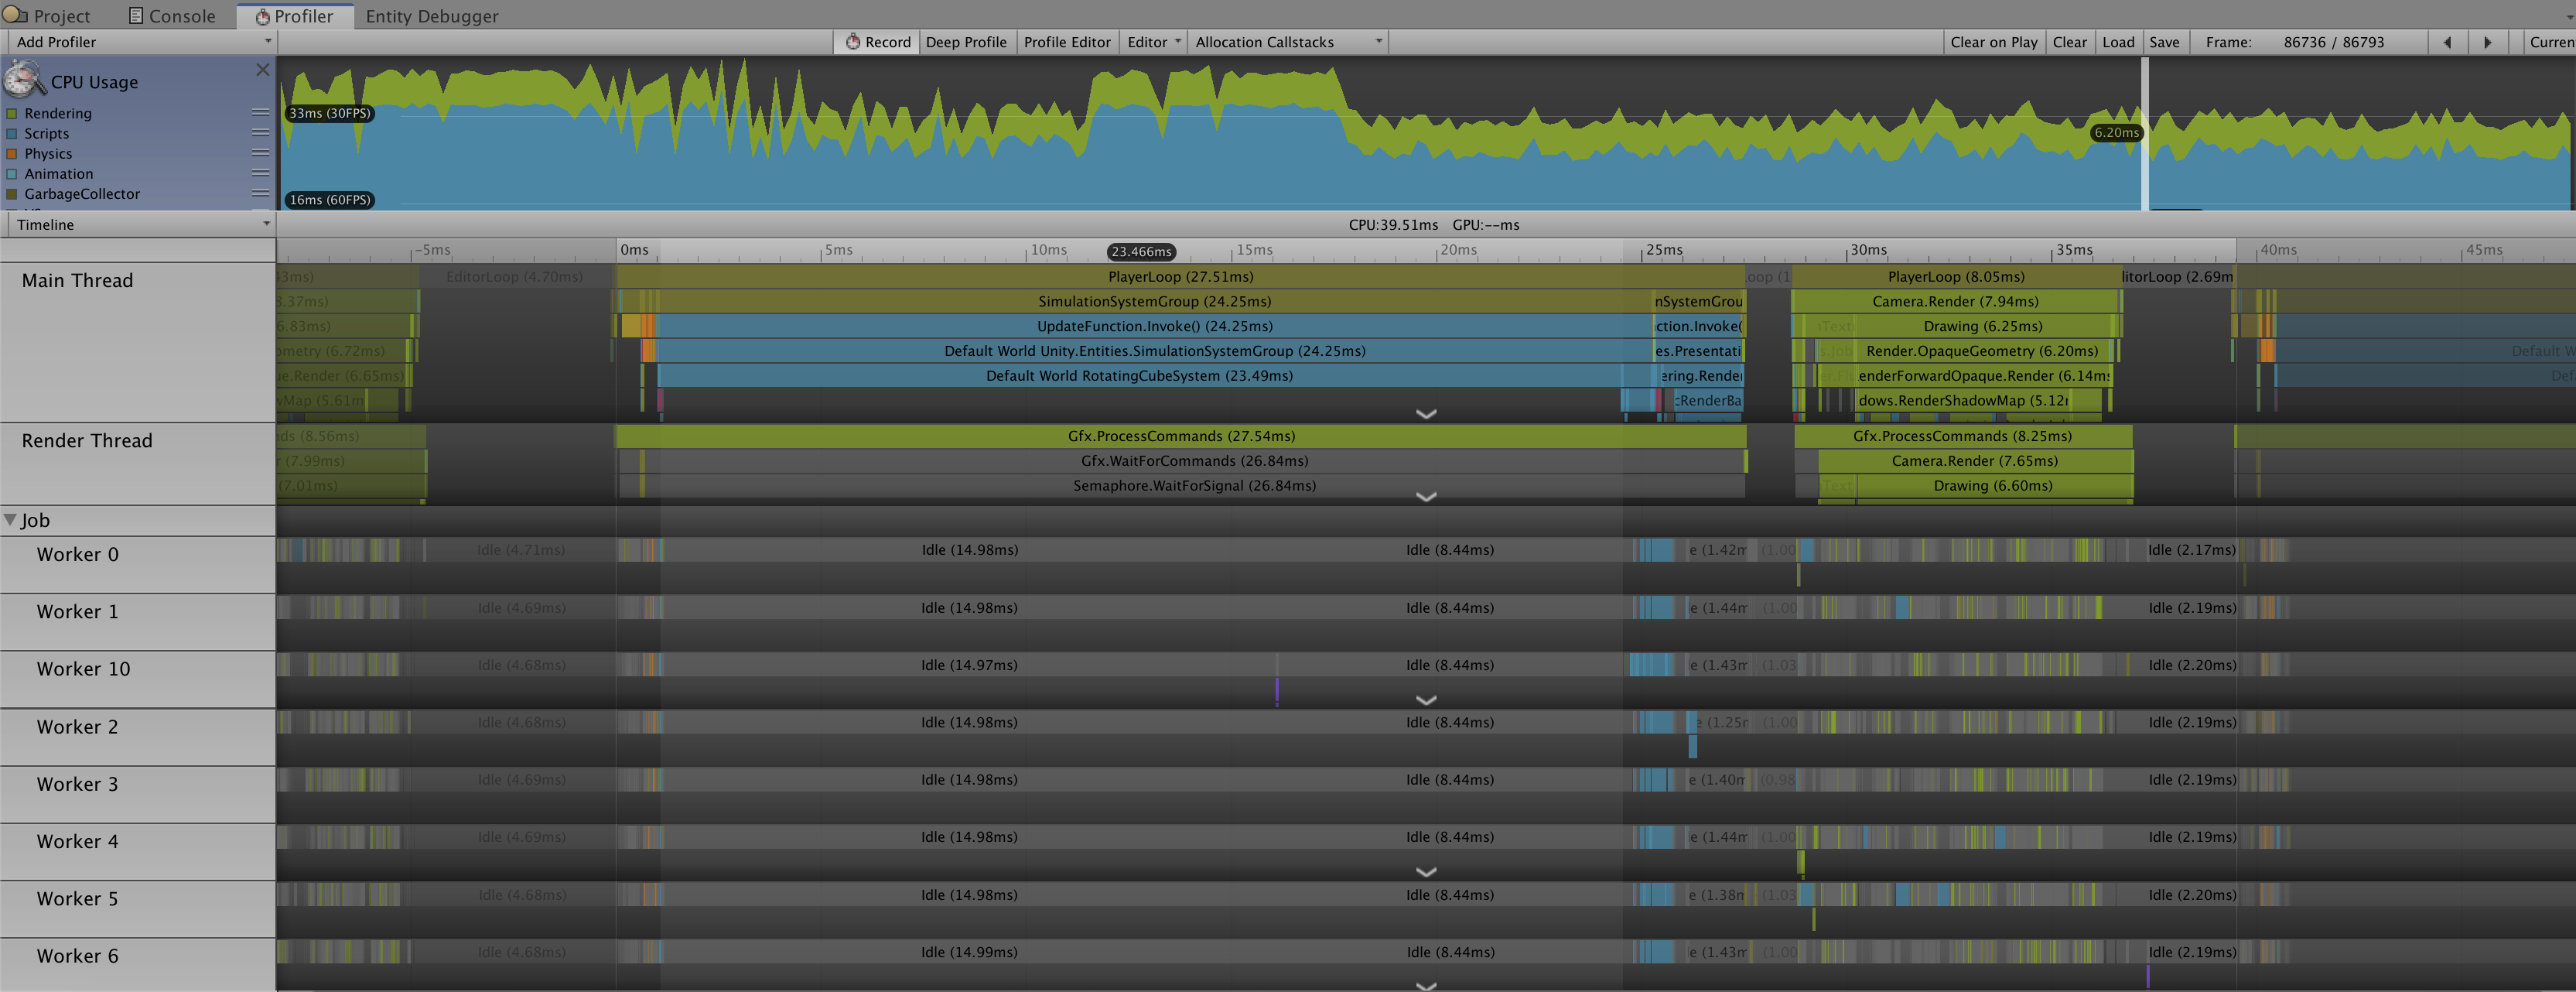 Project Console Profiler Entity Debugger
Add Profiler Record Deep Profile Profile Editor Editor Allocation Callstacks Clear on Play Clear Load Save Frame: 86736 / 86793 Curren
CPU Usage
Rendering
Scripts
Physics
Animation
GarbageCollector
33ms (30FPS)
16ms (60FPS)
6.20ms
Timeline CPU:39.51ms GPU:--ms
-5ms 0ms 5ms 10ms 23.466ms 15ms 20ms 25ms 30ms 35ms 40ms 45ms
Main Thread
3ms) EditorLoop (4.70ms) PlayerLoop (27.51ms) oop (1 PlayerLoop (8.05ms) litorLoop (2.69m
.37ms) SimulationSystemGroup (24.25ms) nSystemGrou Camera.Render (7.94ms)
6.83ms) UpdateFunction.Invoke() (24.25ms) ction.Invoke( Drawing (6.25ms)
ometry (6.72ms) Default World Unity.Entities.SimulationSystemGroup (24.25ms) es.Presentati Render.OpaqueGeometry (6.20ms) Default W
ue.Render (6.65ms) Default World RotatingCubeSystem (23.49ms) ering.Render enderForwardOpaque.Render (6.14ms Def
wMap (5.61m cRenderBa dows.RenderShadowMap (5.12r
Render Thread
ds (8.56ms) Gfx.ProcessCommands (27.54ms) Gfx.ProcessCommands (8.25ms)
r (7.99ms) Gfx.WaitForCommands (26.84ms) Camera.Render (7.65ms)
(7.01ms) Semaphore.WaitForSignal (26.84ms) Text Drawing (6.60ms)
Job
Worker 0 Idle (4.71ms) Idle (14.98ms) Idle (8.44ms) e (1.42m (1.00 Idle (2.17ms)
Worker 1 Idle (4.69ms) Idle (14.98ms) Idle (8.44ms) e (1.44m (1.00 Idle (2.19ms)
Worker 10 Idle (4.68ms) Idle (14.97ms) Idle (8.44ms) e (1.43m (1.03 Idle (2.20ms)
Worker 2 Idle (4.68ms) Idle (14.98ms) Idle (8.44ms) e (1.25m (1.00 Idle (2.19ms)
Worker 3 Idle (4.69ms) Idle (14.98ms) Idle (8.44ms) e (1.40m (0.98 Idle (2.19ms)
Worker 4 Idle (4.69ms) Idle (14.98ms) Idle (8.44ms) e (1.44m (1.00 Idle (2.19ms)
Worker 5 Idle (4.68ms) Idle (14.98ms) Idle (8.44ms) e (1.38m (1.03 Idle (2.20ms)
Worker 6 Idle (4.68ms) Idle (14.99ms) Idle (8.44ms) e (1.43m (1.00 Idle (2.19ms)